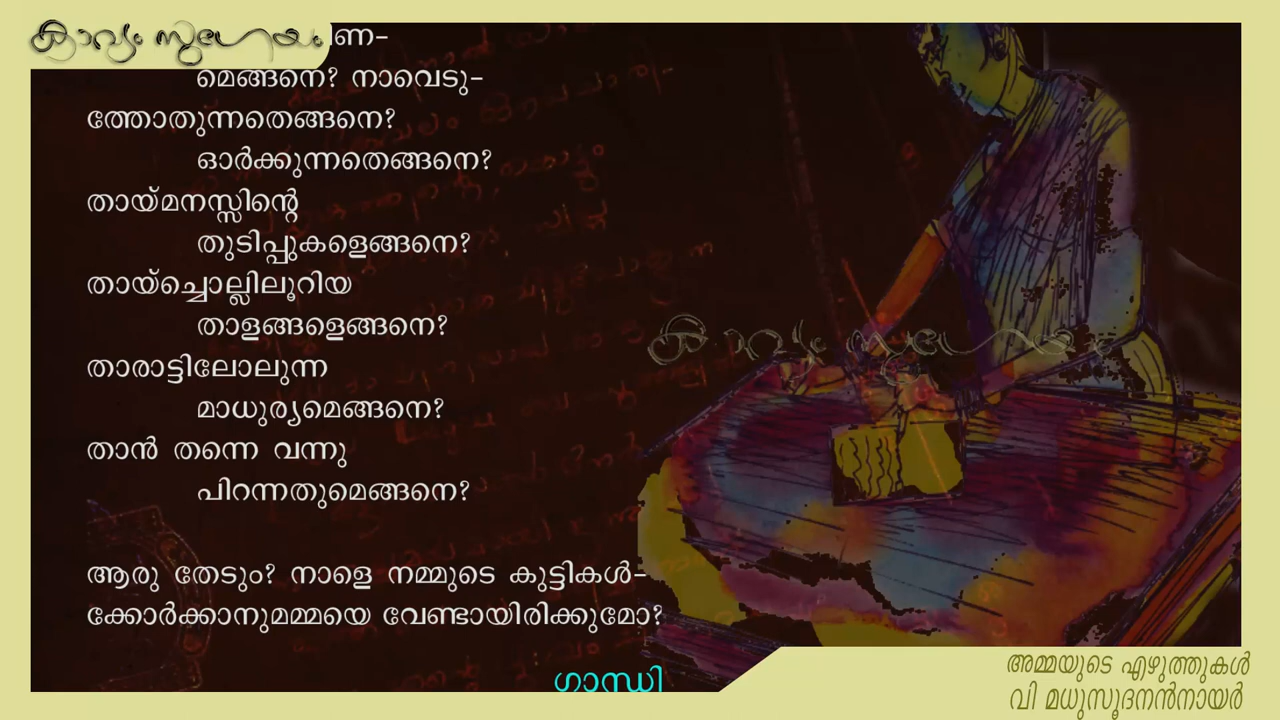 കാവ്യം സുഗേയം
മെങ്ങനെ? നാവെടു-
ത്തോതുന്നതെങ്ങനെ?
ഓർക്കുന്നതെങ്ങനെ?
തായ്മനസ്സിന്റെ
തുടിപ്പുകളെങ്ങനെ?
തായ്ച്ചൊല്ലിലൂറിയ
താളങ്ങളെങ്ങനെ?
താരാട്ടിലോലുന്ന
മാധുര്യമെങ്ങനെ?
താൻ തന്നെ വന്നു
പിറന്നതുമെങ്ങനെ?
ആരു തേടും? നാളെ നമ്മുടെ കുട്ടികൾ-
ക്കോർക്കാനുമമ്മയെ വേണ്ടായിരിക്കുമോ?
ഗാന്ധി
കാവ്യം സുഗേയം
അമ്മയുടെ എഴുത്തുകൾ
വി മധുസൂദനൻനായർ